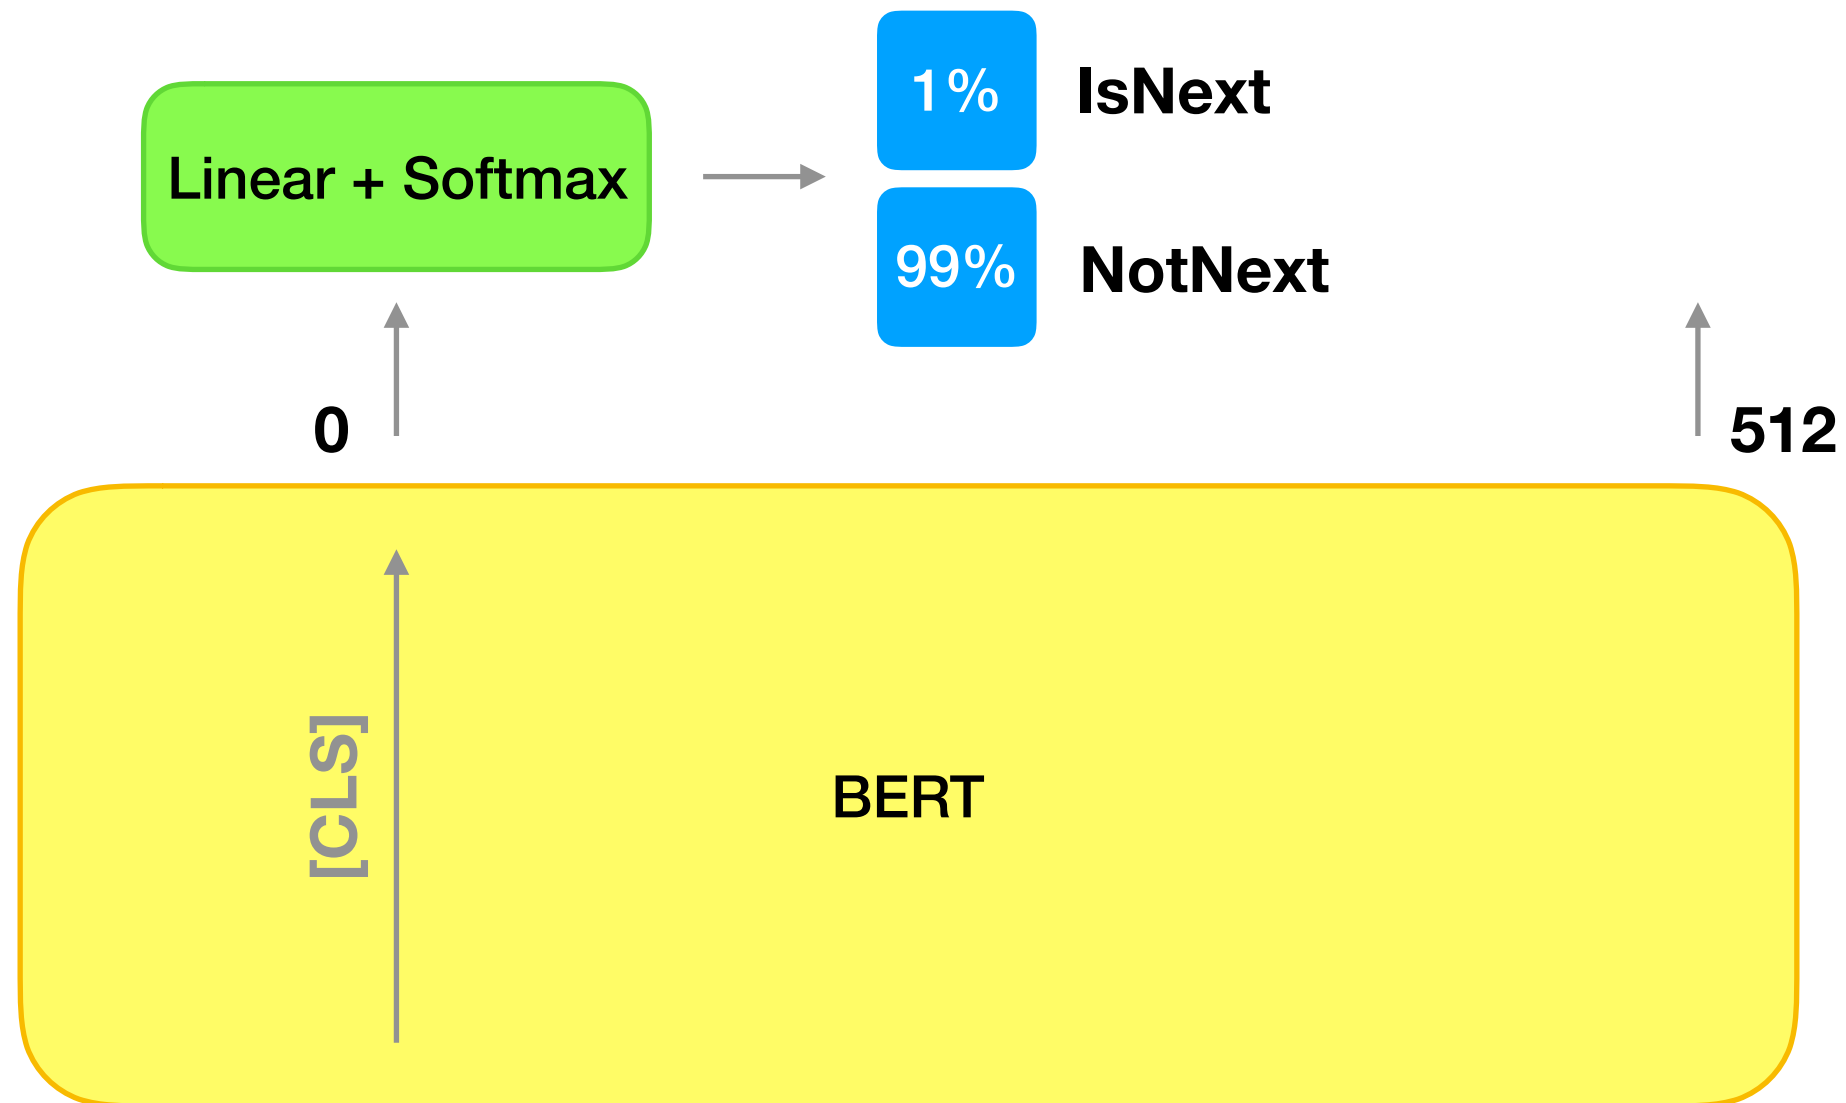 1%
IsNext
Linear + Softmax
99%
NotNext
0
512
[CLS]
BERT